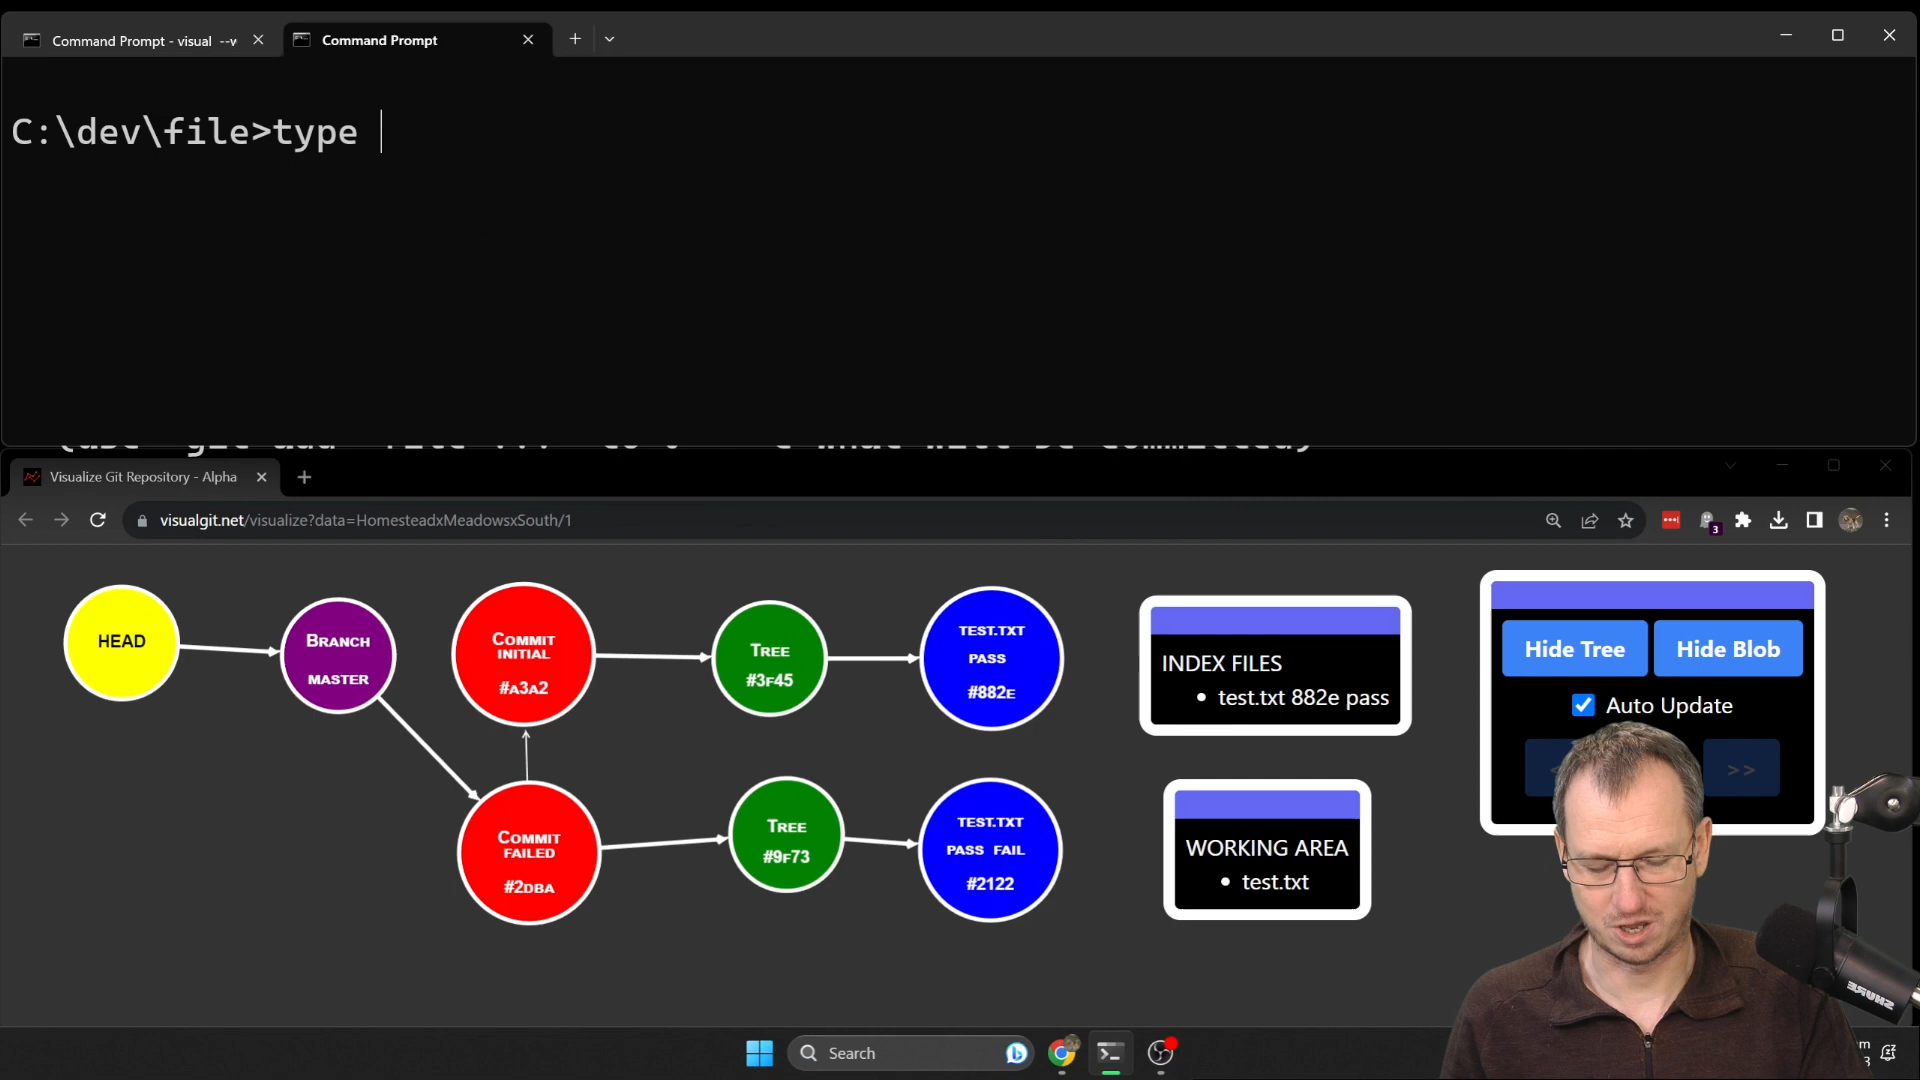 Command Prompt - visual --v
Command Prompt
C:\dev\file>type
Visualize Git Repository - Alpha
visualgit.net/visualize?data=HomesteadxMeadowsxSouth/1
3
HEAD
BRANCH
MASTER
COMMIT
INITIAL
#A3A2
TREE
#3F45
TEST.TXT
PASS
#882E
INDEX FILES
• test.txt 882e pass
Hide Tree
Hide Blob
Auto Update
>>
COMMIT
FAILED
#2DBA
TREE
#9F73
TEST.TXT
PASS FAIL
#2122
WORKING AREA
• test.txt
SHURE
Search